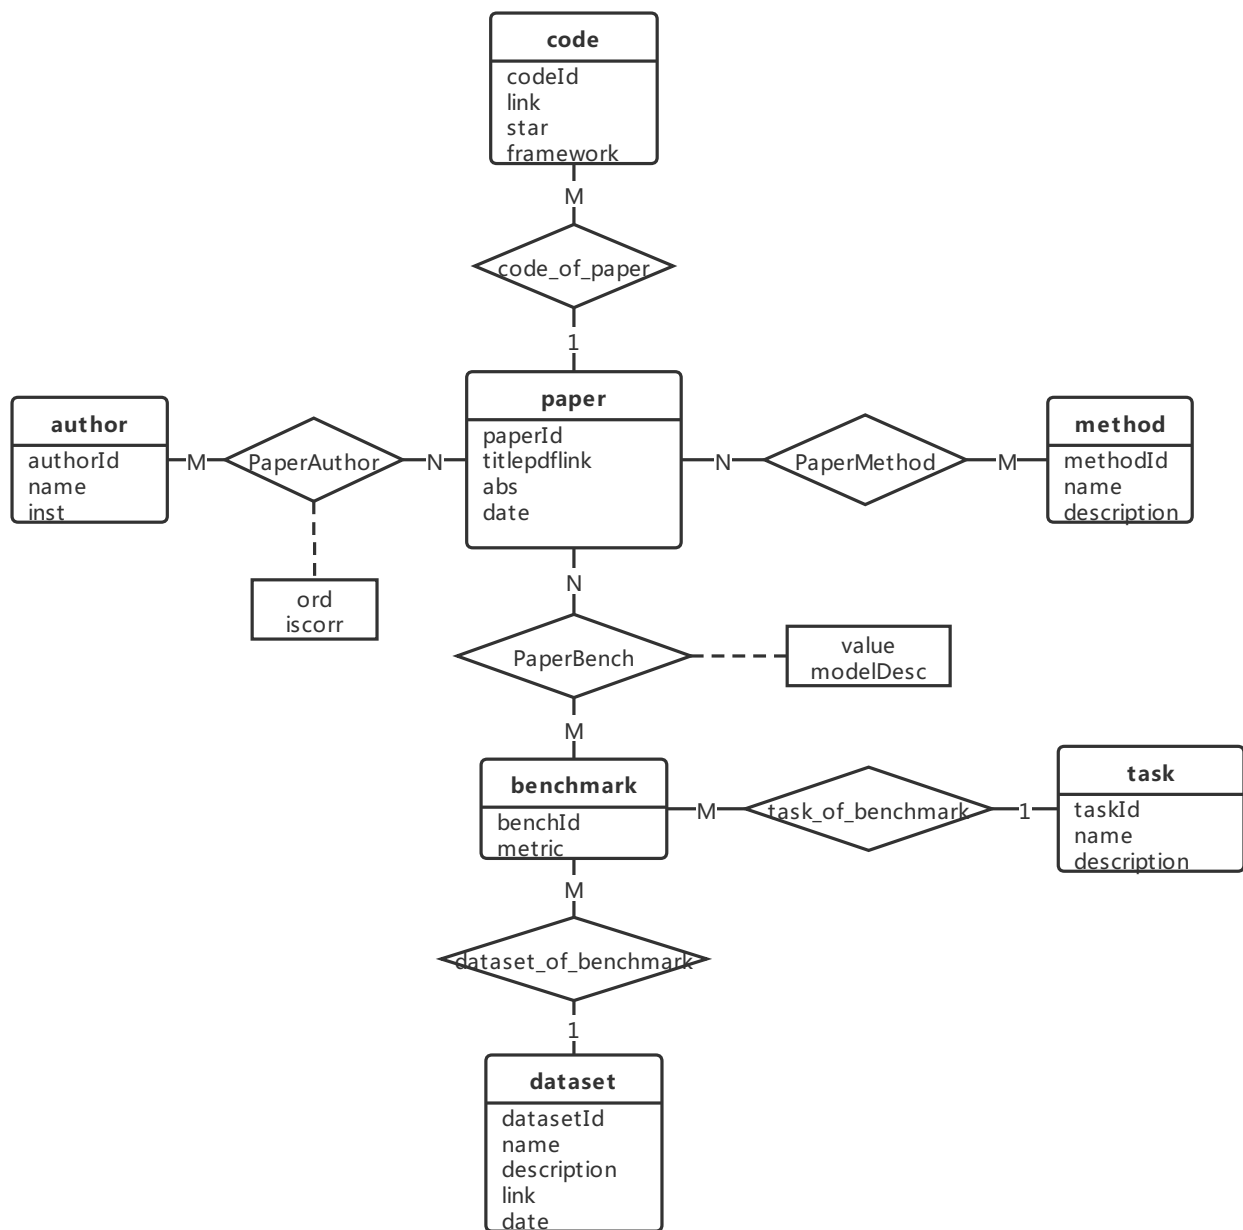 code
codeId
link
star
framework
M
code_of_paper
1
author
authorId
name
inst
M
PaperAuthor
N
ord
iscorr
paper
paperId
titlepdflink
abs
date
N
PaperMethod
M
method
methodId
name
description
N
PaperBench
value
modelDesc
M
benchmark
benchId
metric
M
task_of_benchmark
1
task
taskId
name
description
M
dataset_of_benchmark
1
dataset
datasetId
name
description
link
date